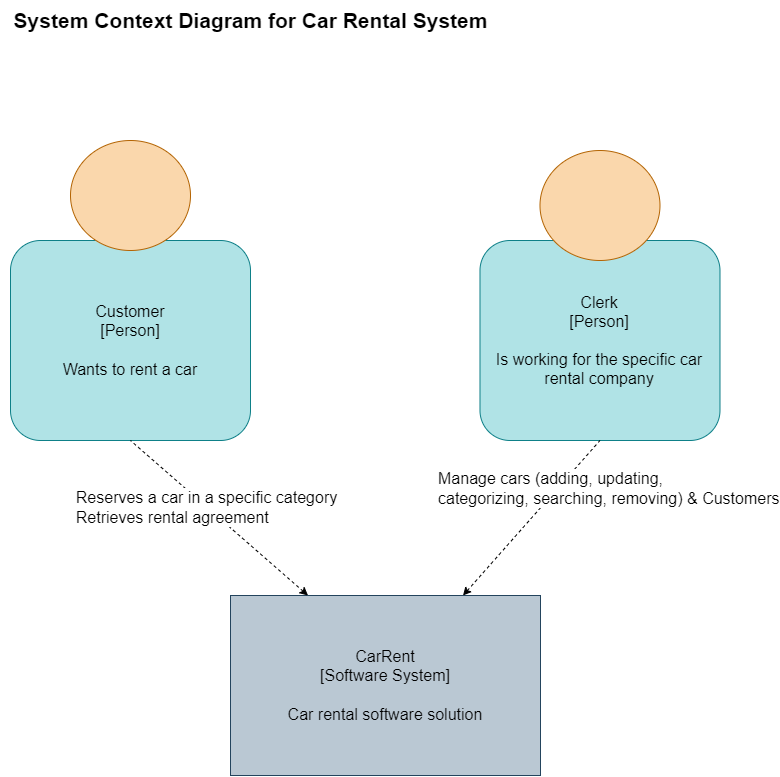 System Context Diagram for Car Rental System
Customer
[Person]
Wants to rent a car
Clerk
[Person]
Is working for the specific car
rental company
Reserves a car in a specific category
Retrieves rental agreement
Manage cars (adding, updating,
categorizing, searching, removing) & Customers
CarRent
[Software System]
Car rental software solution